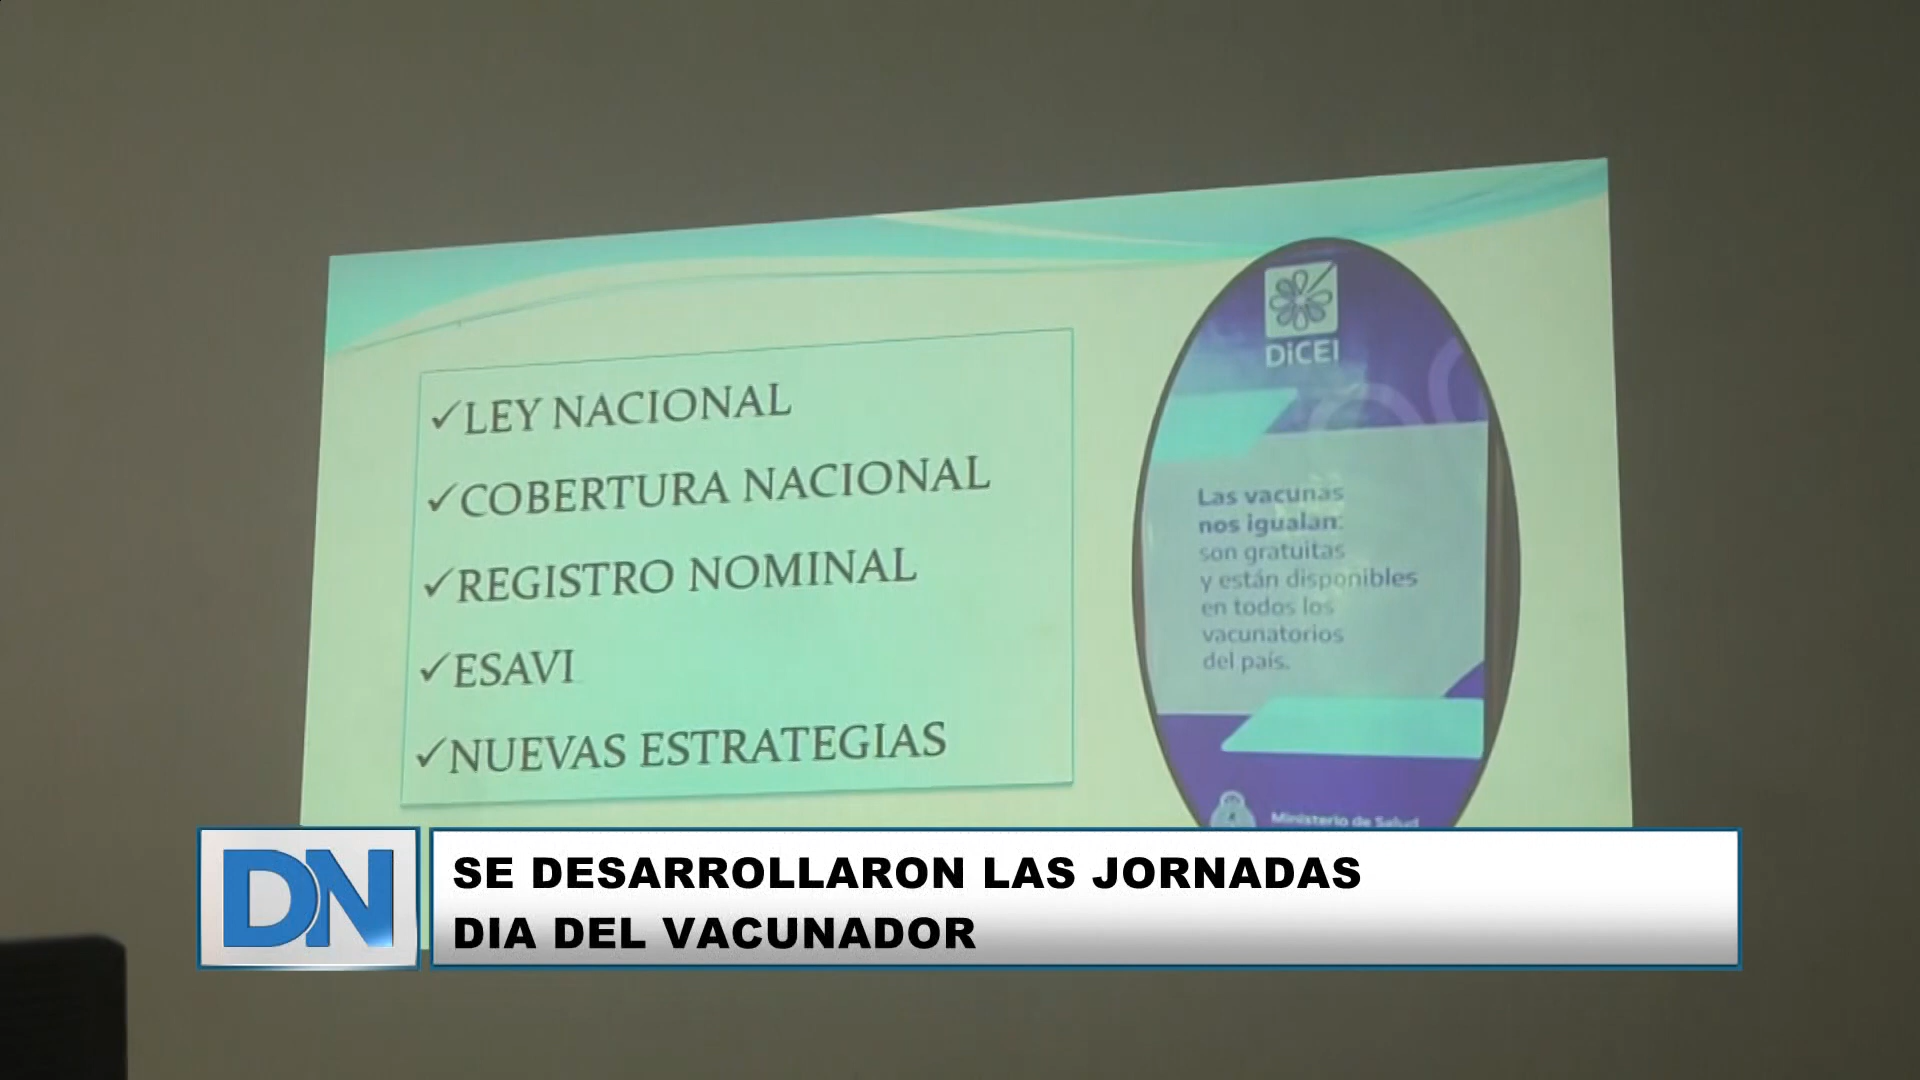 ✓LEY NACIONAL
✓COBERTURA NACIONAL
✓REGISTRO NOMINAL
✓ESAVI
✓NUEVAS ESTRATEGIAS
DiCEI
Las vacunas
nos igualan:
son gratuitas
y están disponibles
en todos los
vacunatorios
del país.
Ministerio de Salud
DN
SE DESARROLLARON LAS JORNADAS
DIA DEL VACUNADOR